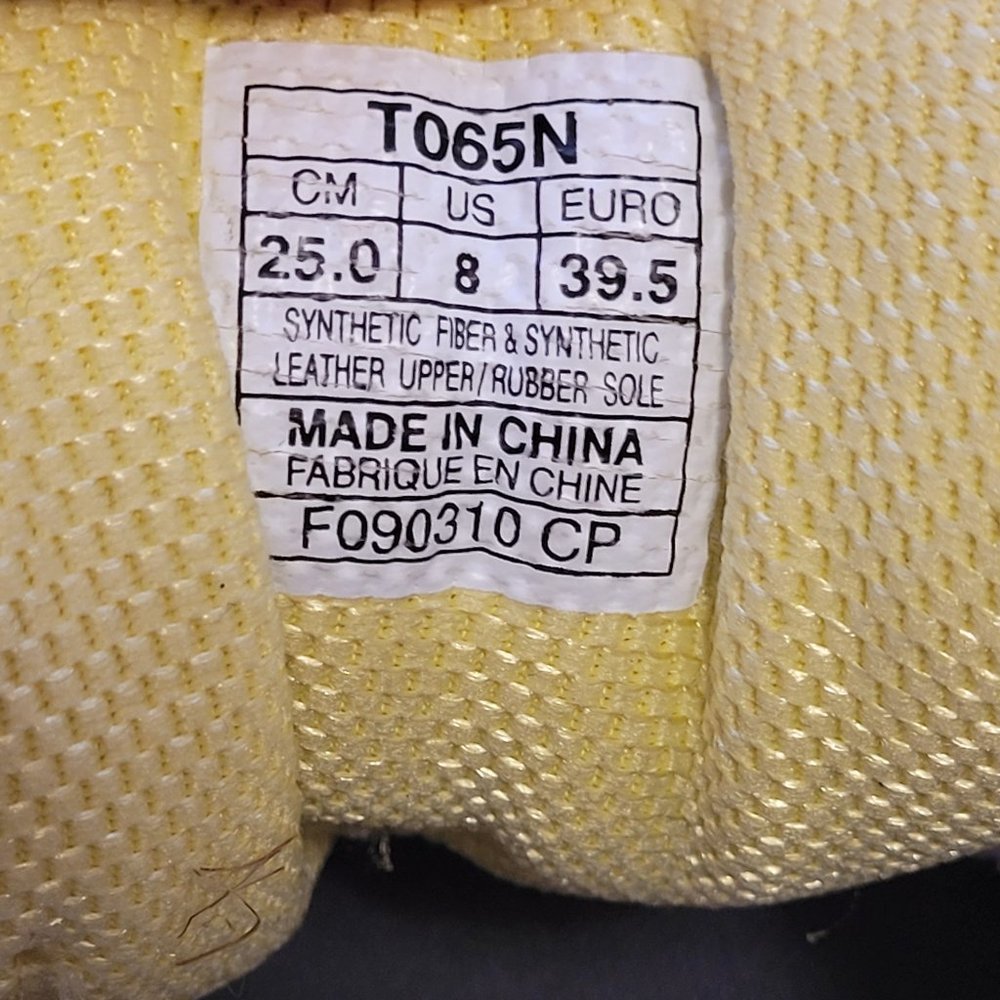 T065N
CM US EURO
25.0 8 39.5
SYNTHETIC FIBER & SYNTHETIC
LEATHER UPPER/RUBBER SOLE
MADE IN CHINA
FABRIQUE EN CHINE
F090310 CP